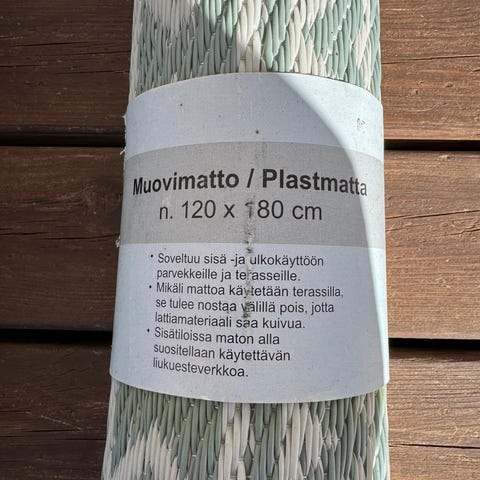 Muovimatto / Plastmatta
n. 120 x 180 cm
• Soveltuu sisä -ja ulkokäyttöön
parvekkeille ja terasseille.
• Mikäli mattoa käytetään terassilla,
se tulee nostaa välillä pois, jotta
lattiamateriaali saa kuivua.
• Sisätiloissa maton alla
suositellaan käytettävän
liukuesteverkkoa.